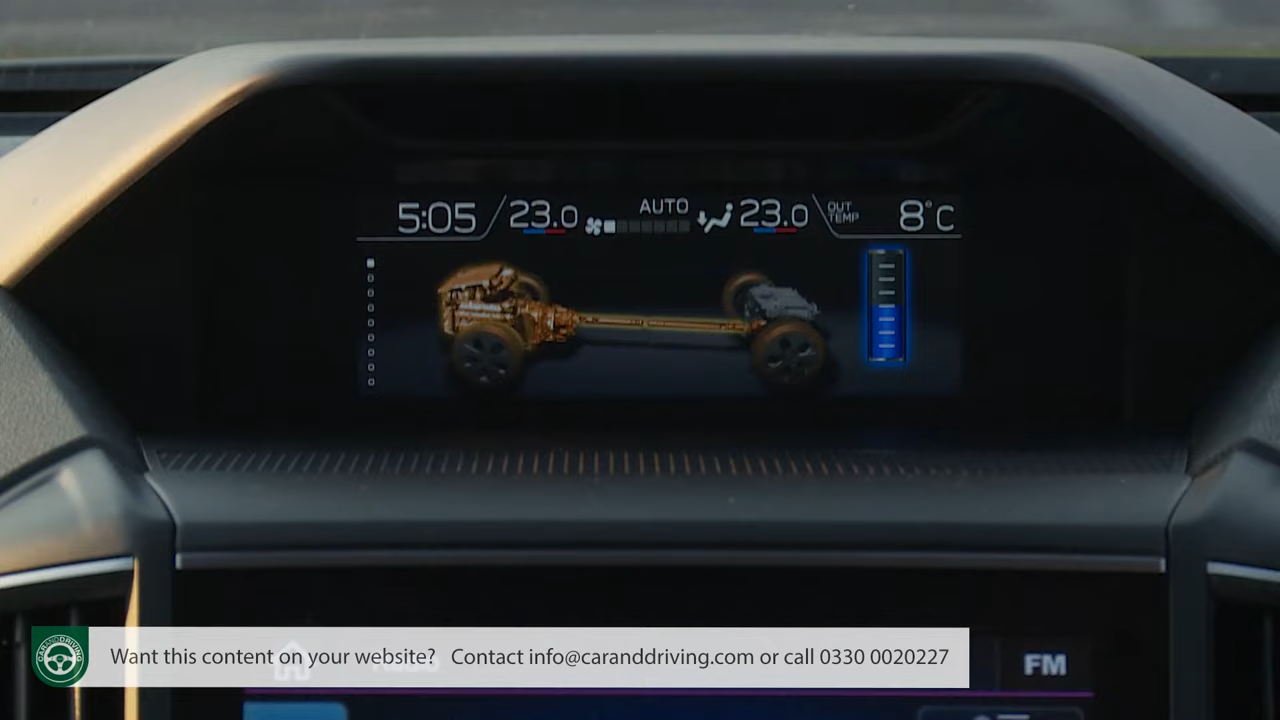 5:05 23.0 AUTO 23.0 OUT TEMP 8°C
CARANDDRIVING
Want this content on your website? Contact info@caranddriving.com or call 0330 0020227
FM